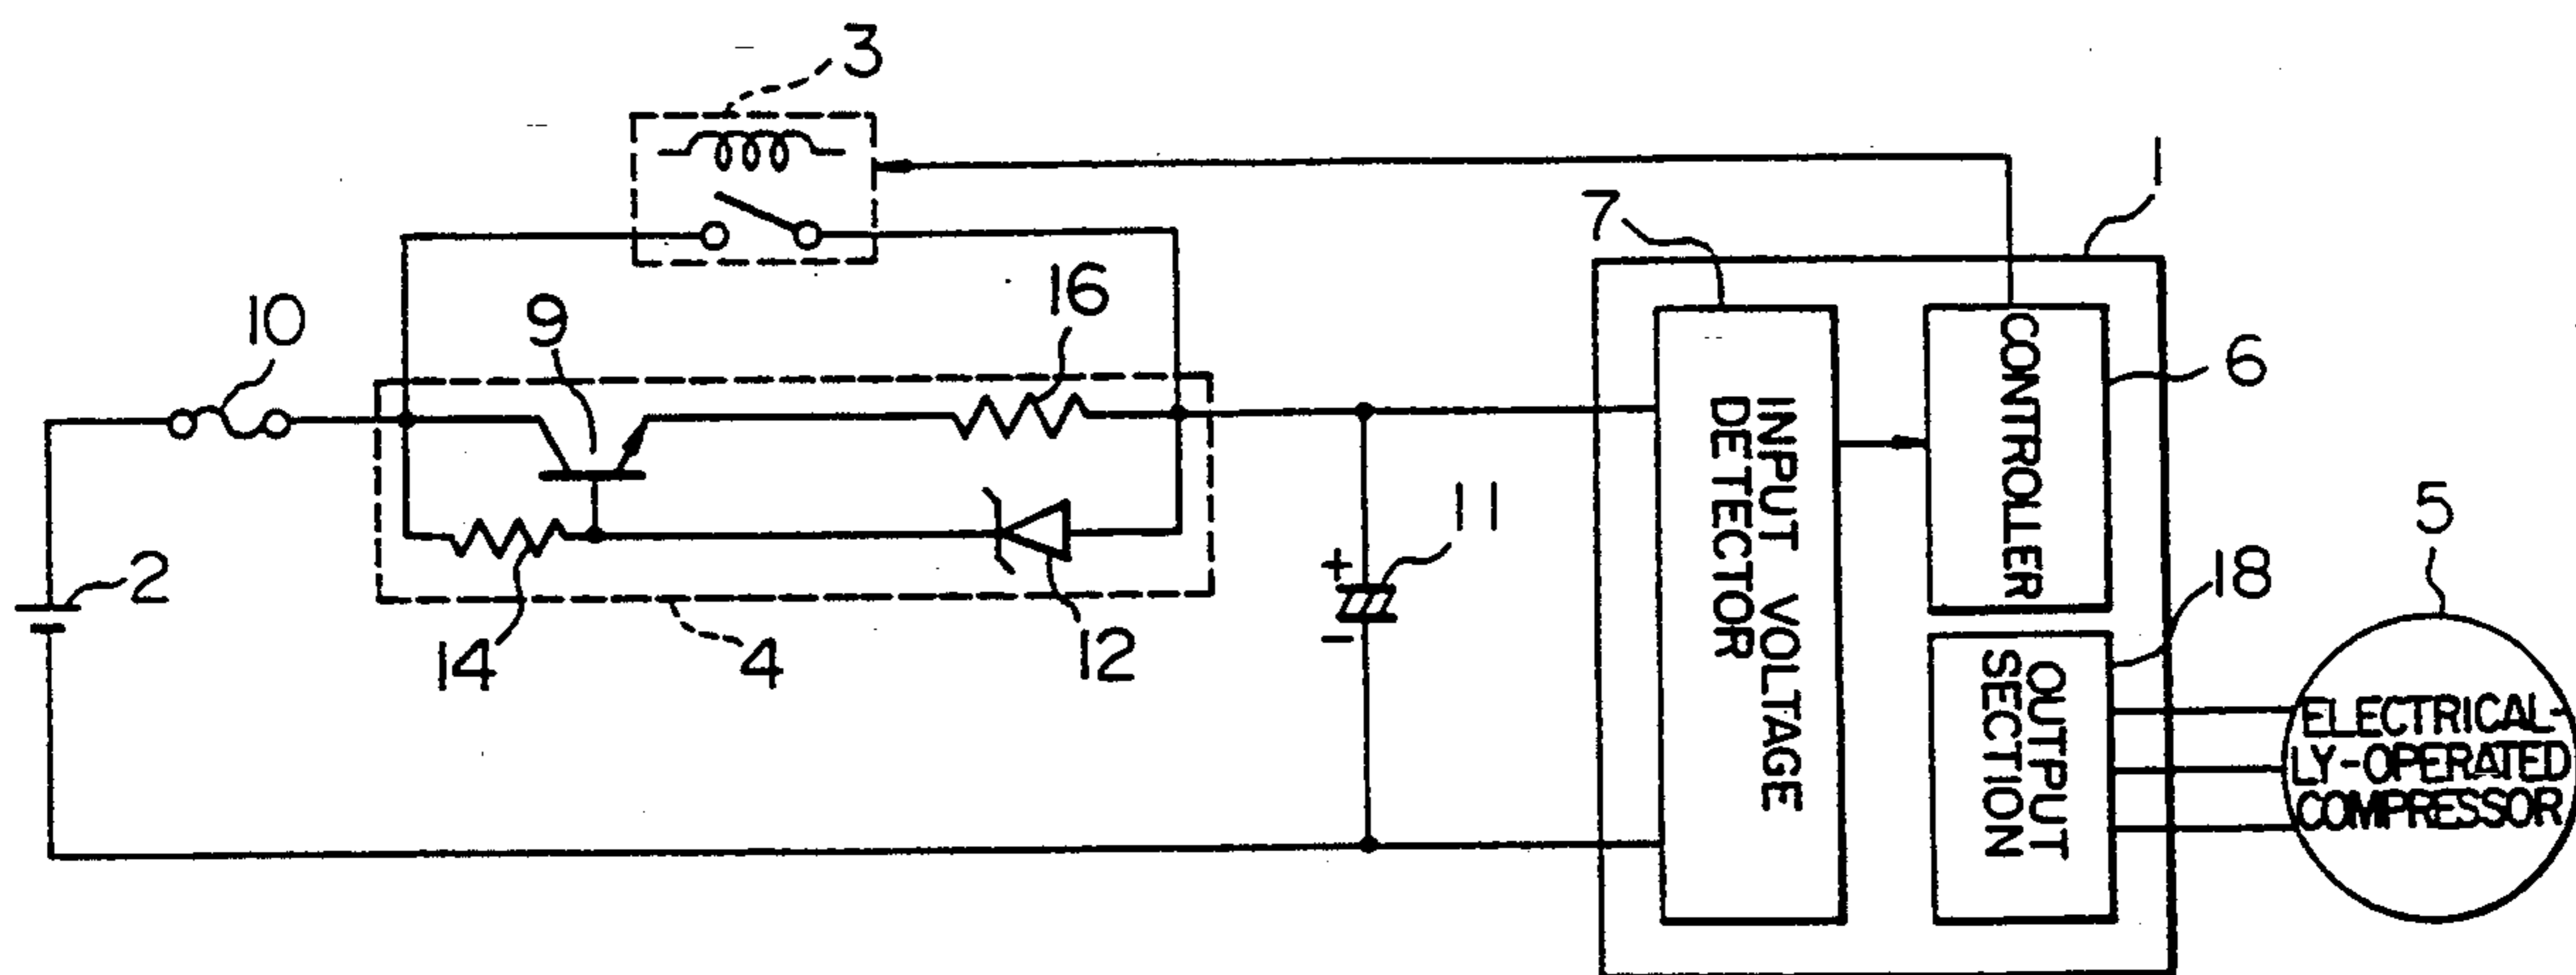 3
1
7
10
9
16
CONTROLLER
6
INPUT VOLTAGE
DETECTOR
2
14
4
12
+
11
-
18
5
OUTPUT
SECTION
ELECTRICAL-
LY-OPERATED
COMPRESSOR